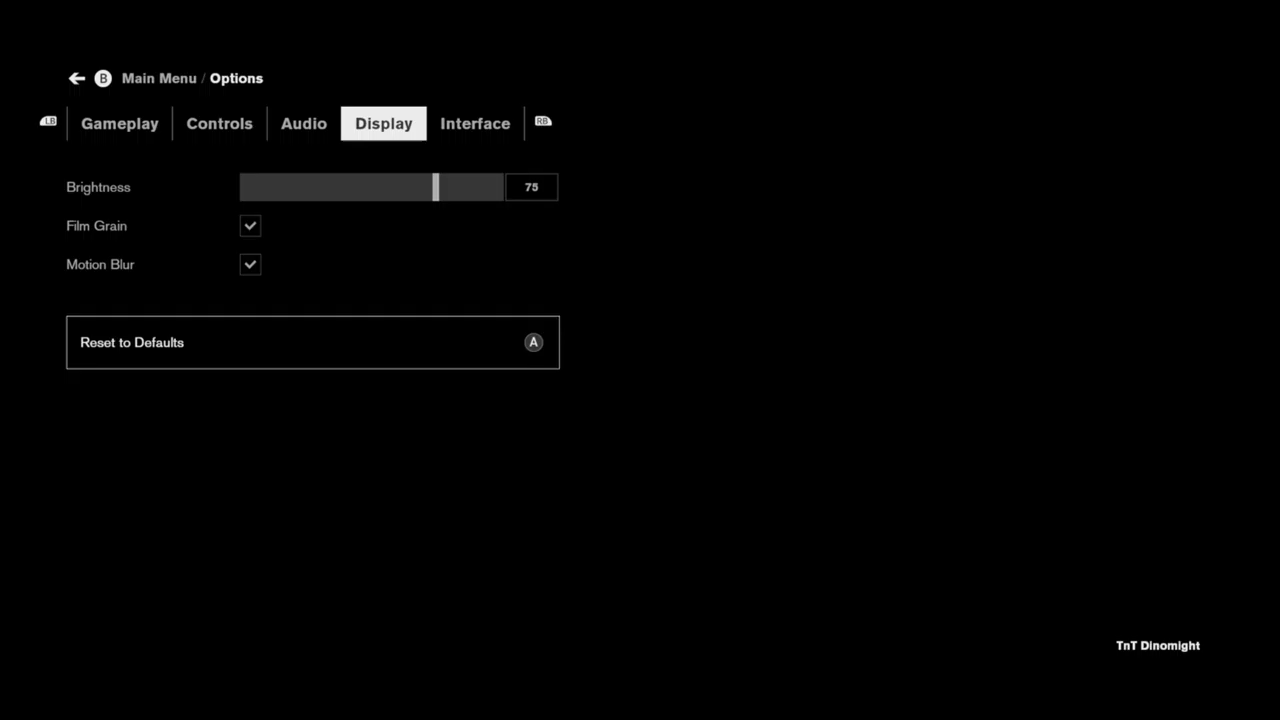 B Main Menu / Options
LB Gameplay Controls Audio Display Interface RB
Brightness 75
Film Grain
Motion Blur
Reset to Defaults A
TnT Dinomight